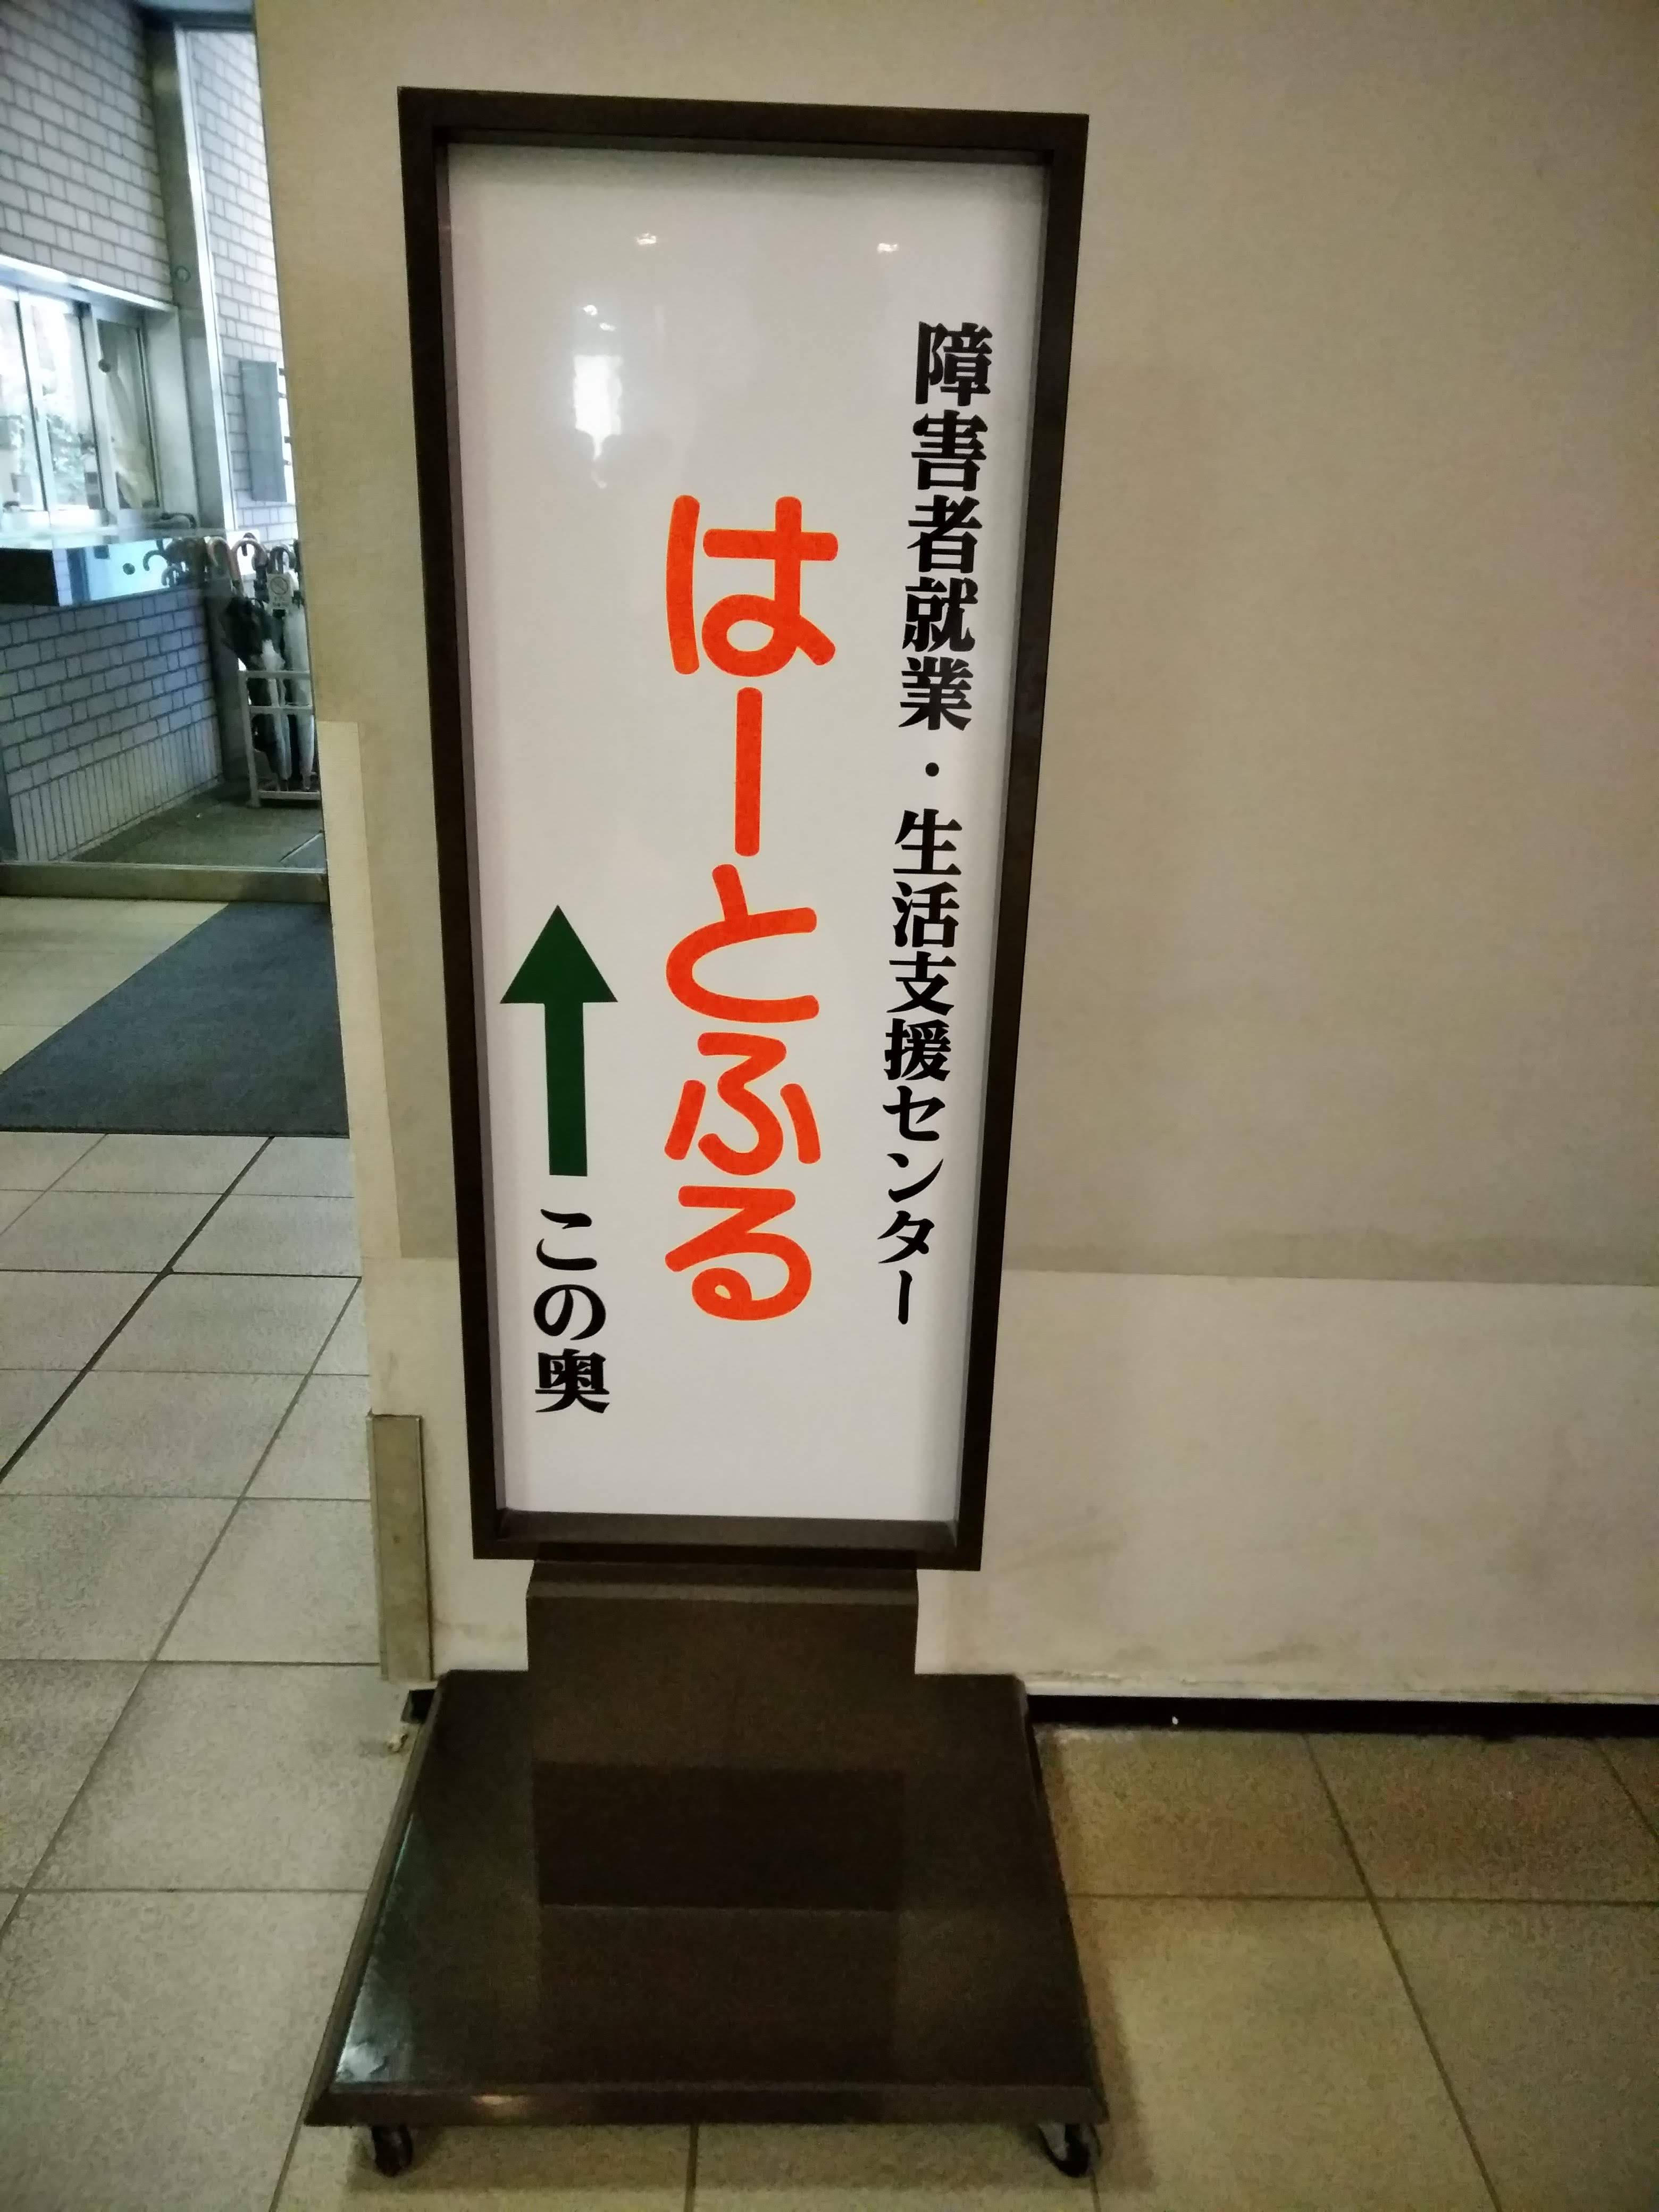 障害者就業・生活支援センター
はーとふる
↑この奥